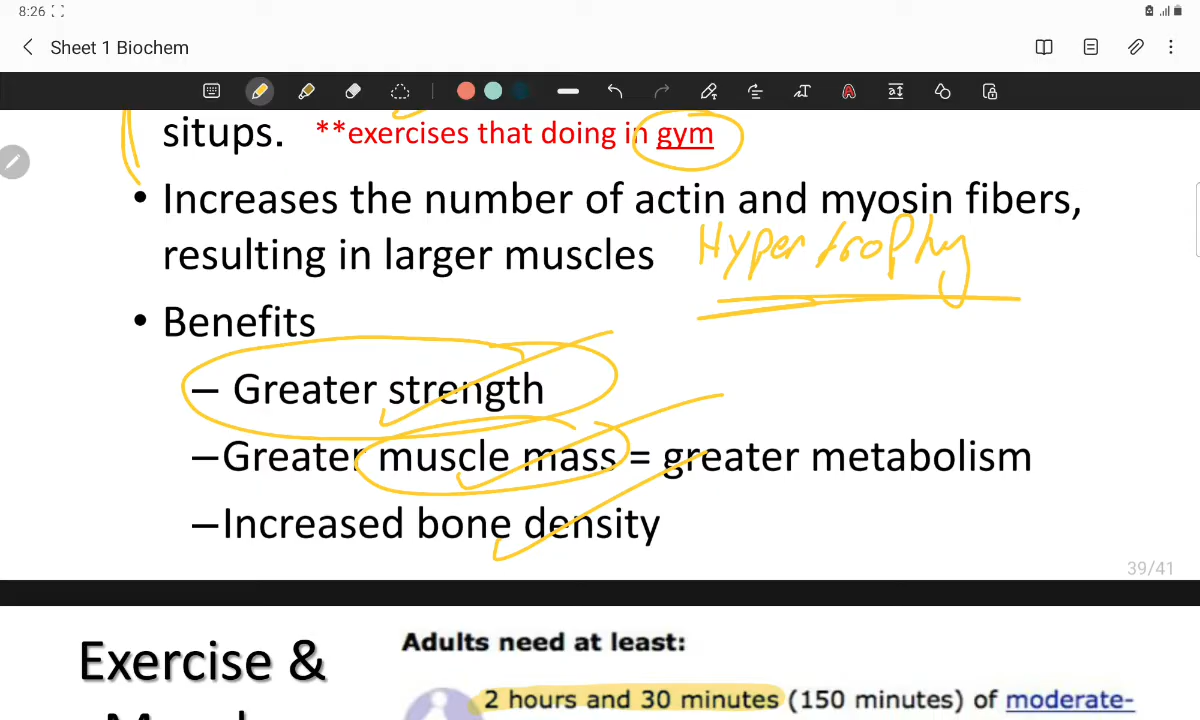 8:26
Sheet 1 Biochem
situps. **exercises that doing in gym
• Increases the number of actin and myosin fibers,
resulting in larger muscles Hypertrophy
• Benefits
– Greater strength
–Greater muscle mass = greater metabolism
–Increased bone density
39/41
Exercise &
Adults need at least:
2 hours and 30 minutes (150 minutes) of moderate-